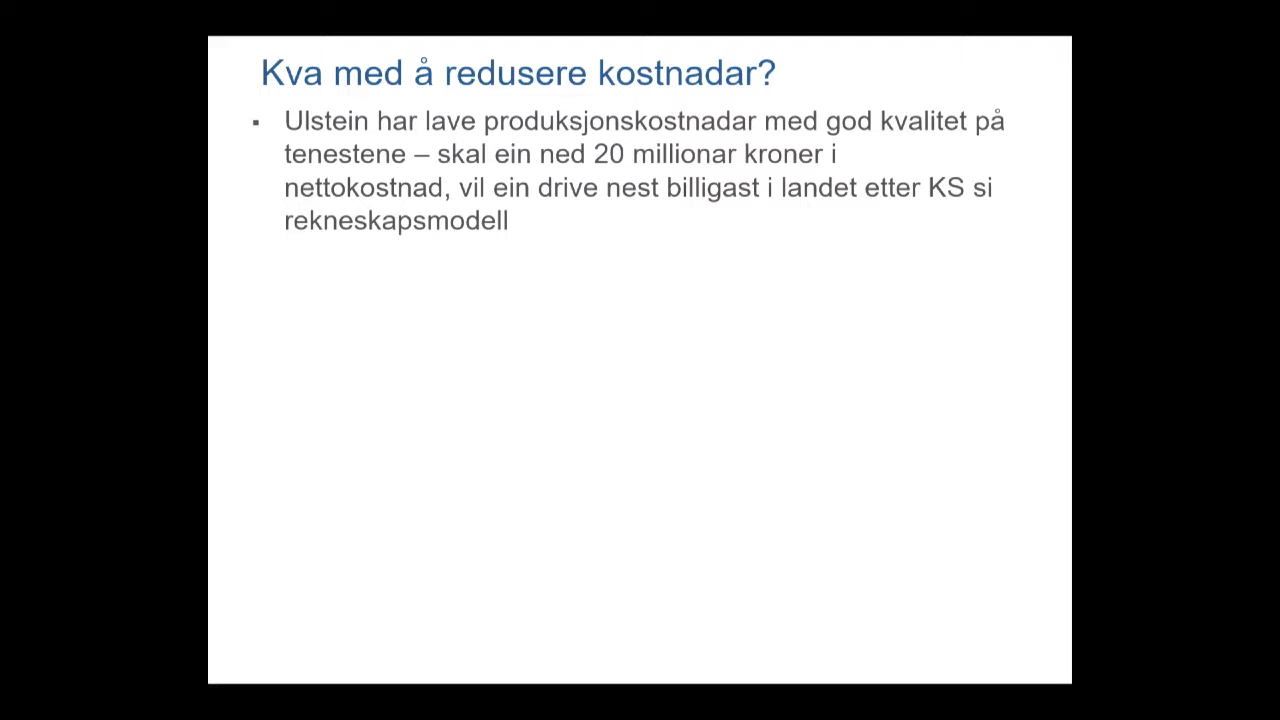 Kva med å redusere kostnadar?
▪ Ulstein har lave produksjonskostnadar med god kvalitet på
tenestene – skal ein ned 20 millionar kroner i
nettokostnad, vil ein drive nest billigast i landet etter KS si
rekneskapsmodell